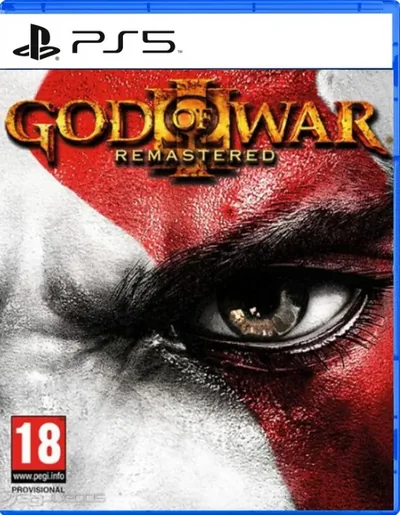 PS5
GOD OF WAR
III
REMASTERED
18
www.pegi.info
PROVISIONAL